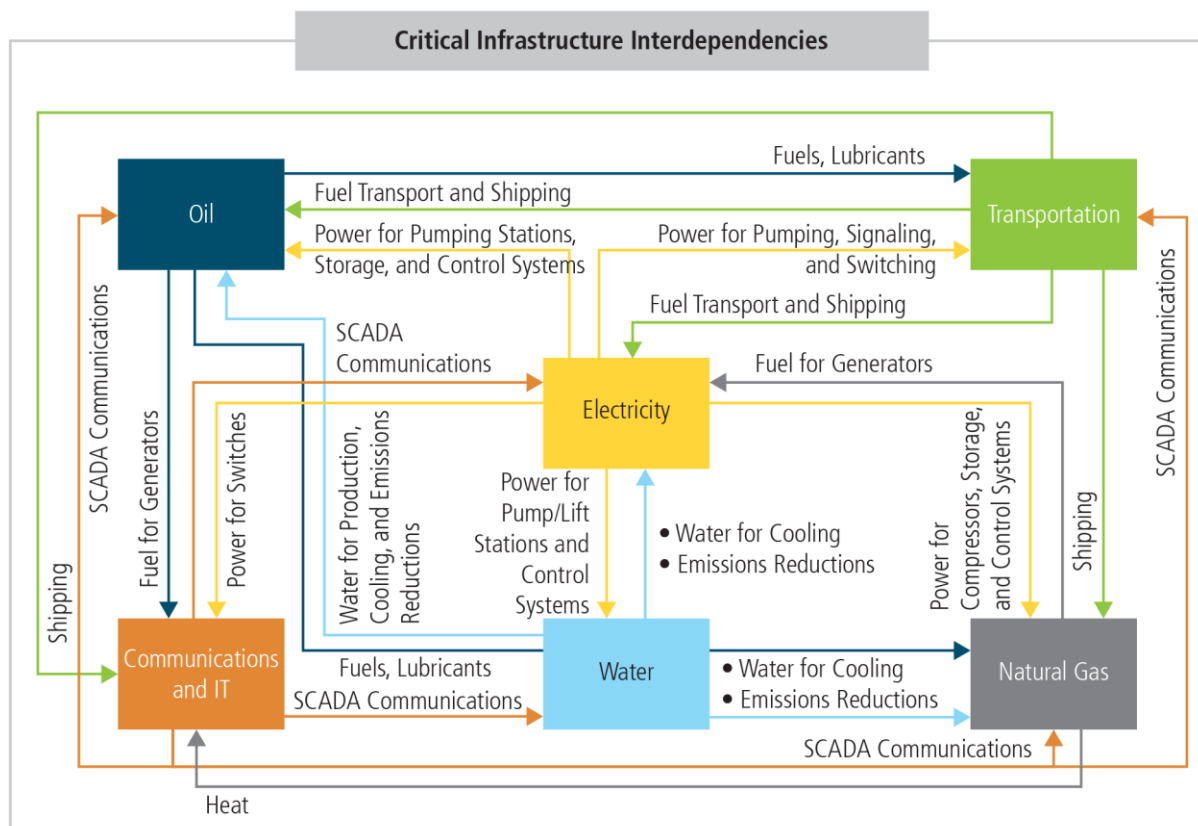 Critical Infrastructure Interdependencies
Fuels, Lubricants
Oil
Fuel Transport and Shipping
Transportation
Power for Pumping Stations,
Storage, and Control Systems
Power for Pumping, Signaling,
and Switching
Fuel Transport and Shipping
SCADA Communications
SCADA
Communications
Fuel for Generators
SCADA Communications
Electricity
Fuel for Generators
Power for Switches
Water for Production,
Cooling, and Emissions
Reductions
Power for
Pump/Lift
Stations and
Control
Systems
• Water for Cooling
• Emissions Reductions
Power for
Compressors, Storage,
and Control Systems
Shipping
Shipping
Communications
and IT
Fuels, Lubricants
Water
• Water for Cooling
• Emissions Reductions
Natural Gas
SCADA Communications
SCADA Communications
Heat